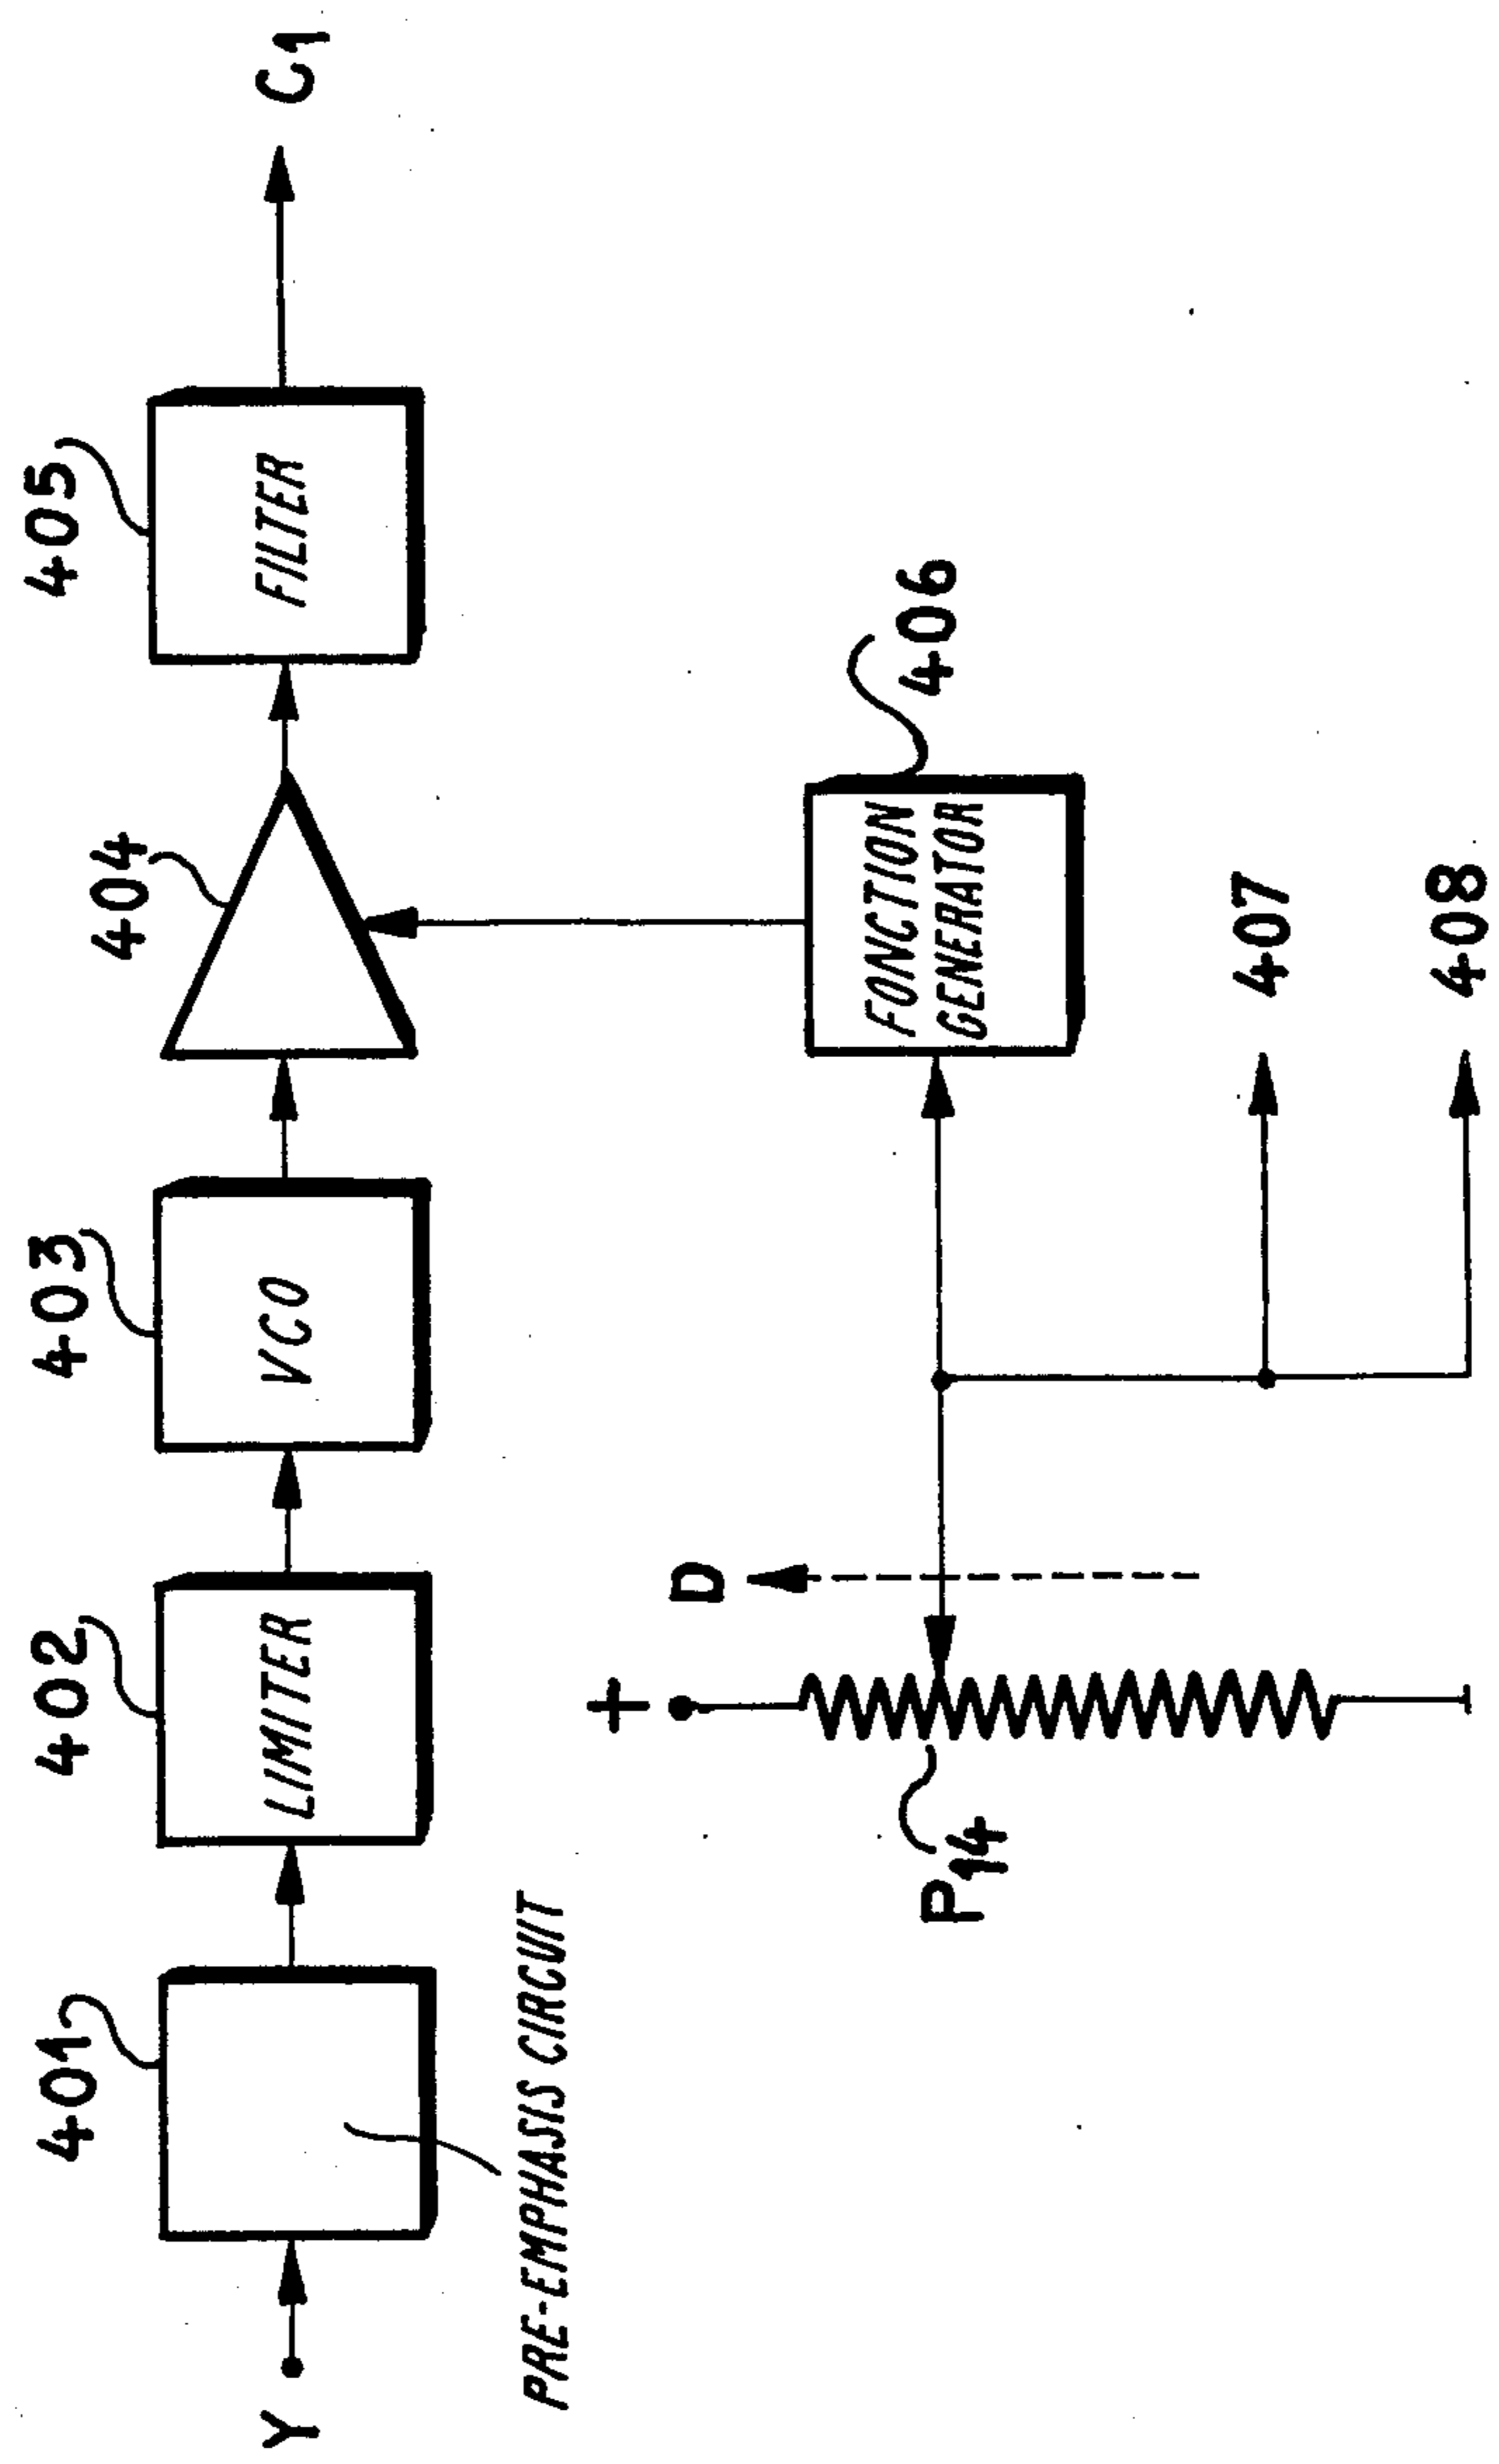 401
402
403
404
405
Y
LIMITER
VCO
FILTER
C1
PRE-EMPHASIS CIRCUIT
+
D
P14
FONCTION
GENERATOR
406
407
408